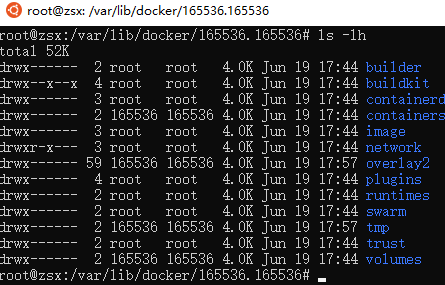 root@zsx: /var/lib/docker/165536.165536
root@zsx:/var/lib/docker/165536.165536# ls -lh
total 52K
drwx------  2 root   root   4.0K Jun 19 17:44 builder
drwx--x--x  4 root   root   4.0K Jun 19 17:44 buildkit
drwx------  3 root   root   4.0K Jun 19 17:44 containerd
drwx------  2 165536 165536 4.0K Jun 19 17:44 containers
drwx------  3 root   root   4.0K Jun 19 17:44 image
drwxr-x---  3 root   root   4.0K Jun 19 17:44 network
drwx------ 59 165536 165536 4.0K Jun 19 17:57 overlay2
drwx------  4 root   root   4.0K Jun 19 17:44 plugins
drwx------  2 root   root   4.0K Jun 19 17:44 runtimes
drwx------  2 root   root   4.0K Jun 19 17:44 swarm
drwx------  2 165536 165536 4.0K Jun 19 17:57 tmp
drwx------  2 root   root   4.0K Jun 19 17:44 trust
drwx------  2 165536 165536 4.0K Jun 19 17:44 volumes
root@zsx:/var/lib/docker/165536.165536#